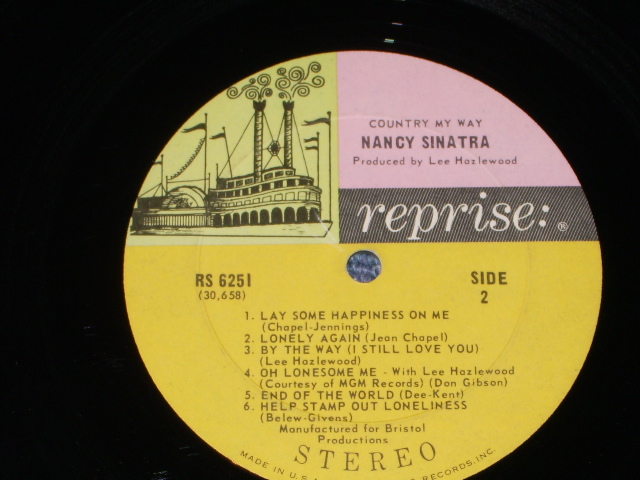 COUNTRY MY WAY
NANCY SINATRA
Produced by Lee Hazlewood
reprise:®
RS 6251
(30,658)
SIDE
2
1. LAY SOME HAPPINESS ON ME
(Chapel-Jennings)
2. LONELY AGAIN (Jean Chapel)
3. BY THE WAY (I STILL LOVE YOU)
(Lee Hazlewood)
4. OH LONESOME ME - With Lee Hazlewood
(Courtesy of MGM Records) (Don Gibson)
5. END OF THE WORLD (Dee-Kent)
6. HELP STAMP OUT LONELINESS
(Belew-Givens)
Manufactured for Bristol
Productions
STEREO
MADE IN U.S. RECORDS, INC.